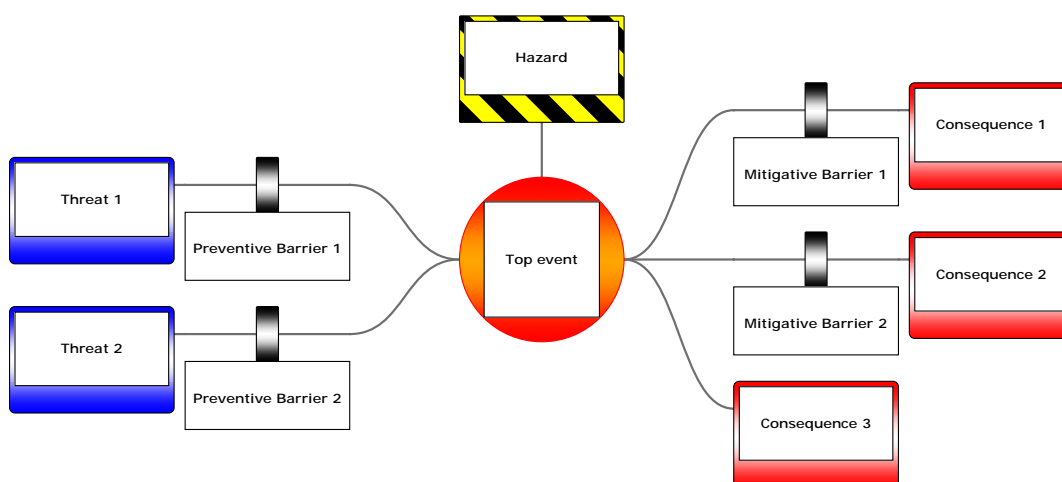 Hazard
Threat 1
Preventive Barrier 1
Threat 2
Preventive Barrier 2
Top event
Mitigative Barrier 1
Consequence 1
Mitigative Barrier 2
Consequence 2
Consequence 3